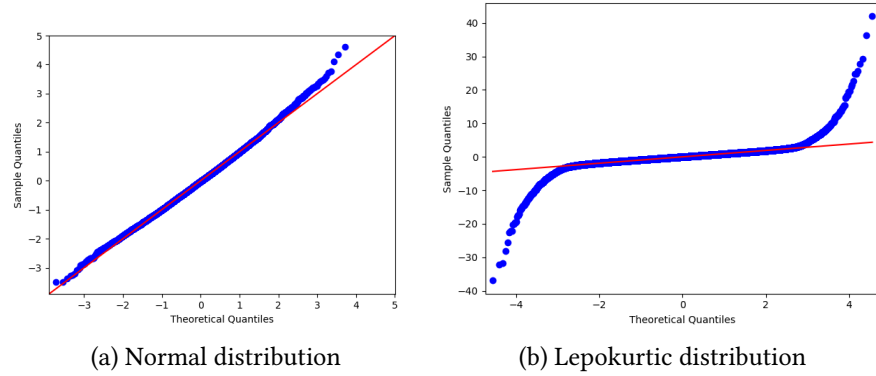 5
4
3
2
1
0
−1
−2
−3
Sample Quantiles
−3 −2 −1 0 1 2 3 4 5
Theoretical Quantiles
(a) Normal distribution
40
30
20
10
0
−10
−20
−30
−40
Sample Quantiles
−4 −2 0 2 4
Theoretical Quantiles
(b) Lepokurtic distribution